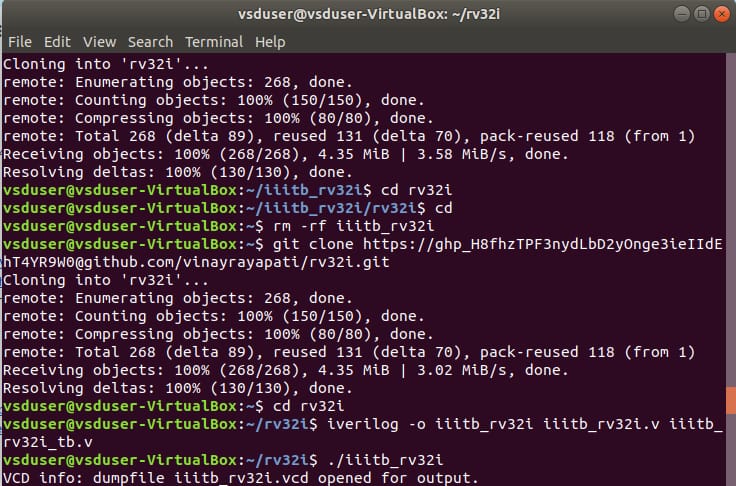 vsduser@vsduser-VirtualBox: ~/rv32i
File Edit View Search Terminal Help
Cloning into 'rv32i'...
remote: Enumerating objects: 268, done.
remote: Counting objects: 100% (150/150), done.
remote: Compressing objects: 100% (80/80), done.
remote: Total 268 (delta 89), reused 131 (delta 70), pack-reused 118 (from 1)
Receiving objects: 100% (268/268), 4.35 MiB | 3.58 MiB/s, done.
Resolving deltas: 100% (130/130), done.
vsduser@vsduser-VirtualBox:~/iiitb_rv32i$ cd rv32i
vsduser@vsduser-VirtualBox:~/iiitb_rv32i/rv32i$ cd
vsduser@vsduser-VirtualBox:~$ rm -rf iiitb_rv32i
vsduser@vsduser-VirtualBox:~$ git clone https://ghp_H8fhzTPF3nydLbD2yOnge3ieIIdE
hT4YR9W0@github.com/vinayrayapati/rv32i.git
Cloning into 'rv32i'...
remote: Enumerating objects: 268, done.
remote: Counting objects: 100% (150/150), done.
remote: Compressing objects: 100% (80/80), done.
remote: Total 268 (delta 89), reused 131 (delta 70), pack-reused 118 (from 1)
Receiving objects: 100% (268/268), 4.35 MiB | 3.02 MiB/s, done.
Resolving deltas: 100% (130/130), done.
vsduser@vsduser-VirtualBox:~$ cd rv32i
vsduser@vsduser-VirtualBox:~/rv32i$ iverilog -o iiitb_rv32i iiitb_rv32i.v iiitb_
rv32i_tb.v
vsduser@vsduser-VirtualBox:~/rv32i$ ./iiitb_rv32i
VCD info: dumpfile iiitb_rv32i.vcd opened for output.